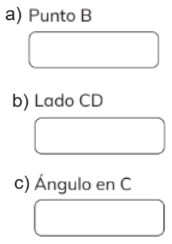 a) Punto B
b) Lado CD
c) Ángulo en C